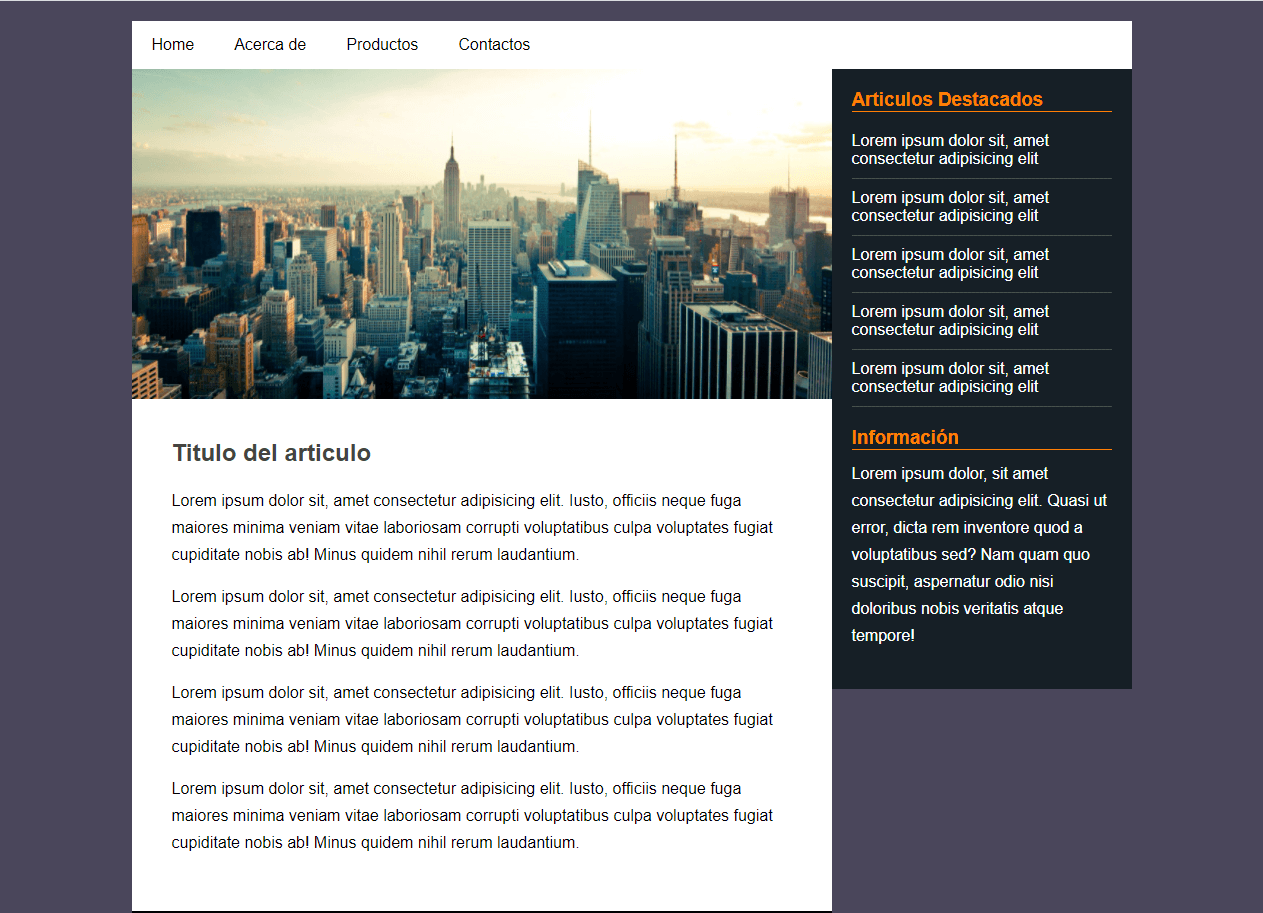 Home Acerca de Productos Contactos
Titulo del articulo
Lorem ipsum dolor sit, amet consectetur adipisicing elit. Iusto, officiis neque fuga
maiores minima veniam vitae laboriosam corrupti voluptatibus culpa voluptates fugiat
cupiditate nobis ab! Minus quidem nihil rerum laudantium.
Lorem ipsum dolor sit, amet consectetur adipisicing elit. Iusto, officiis neque fuga
maiores minima veniam vitae laboriosam corrupti voluptatibus culpa voluptates fugiat
cupiditate nobis ab! Minus quidem nihil rerum laudantium.
Lorem ipsum dolor sit, amet consectetur adipisicing elit. Iusto, officiis neque fuga
maiores minima veniam vitae laboriosam corrupti voluptatibus culpa voluptates fugiat
cupiditate nobis ab! Minus quidem nihil rerum laudantium.
Lorem ipsum dolor sit, amet consectetur adipisicing elit. Iusto, officiis neque fuga
maiores minima veniam vitae laboriosam corrupti voluptatibus culpa voluptates fugiat
cupiditate nobis ab! Minus quidem nihil rerum laudantium.
Articulos Destacados
Lorem ipsum dolor sit, amet
consectetur adipisicing elit
Lorem ipsum dolor sit, amet
consectetur adipisicing elit
Lorem ipsum dolor sit, amet
consectetur adipisicing elit
Lorem ipsum dolor sit, amet
consectetur adipisicing elit
Lorem ipsum dolor sit, amet
consectetur adipisicing elit
Información
Lorem ipsum dolor, sit amet
consectetur adipisicing elit. Quasi ut
error, dicta rem inventore quod a
voluptatibus sed? Nam quam quo
suscipit, aspernatur odio nisi
doloribus nobis veritatis atque
tempore!